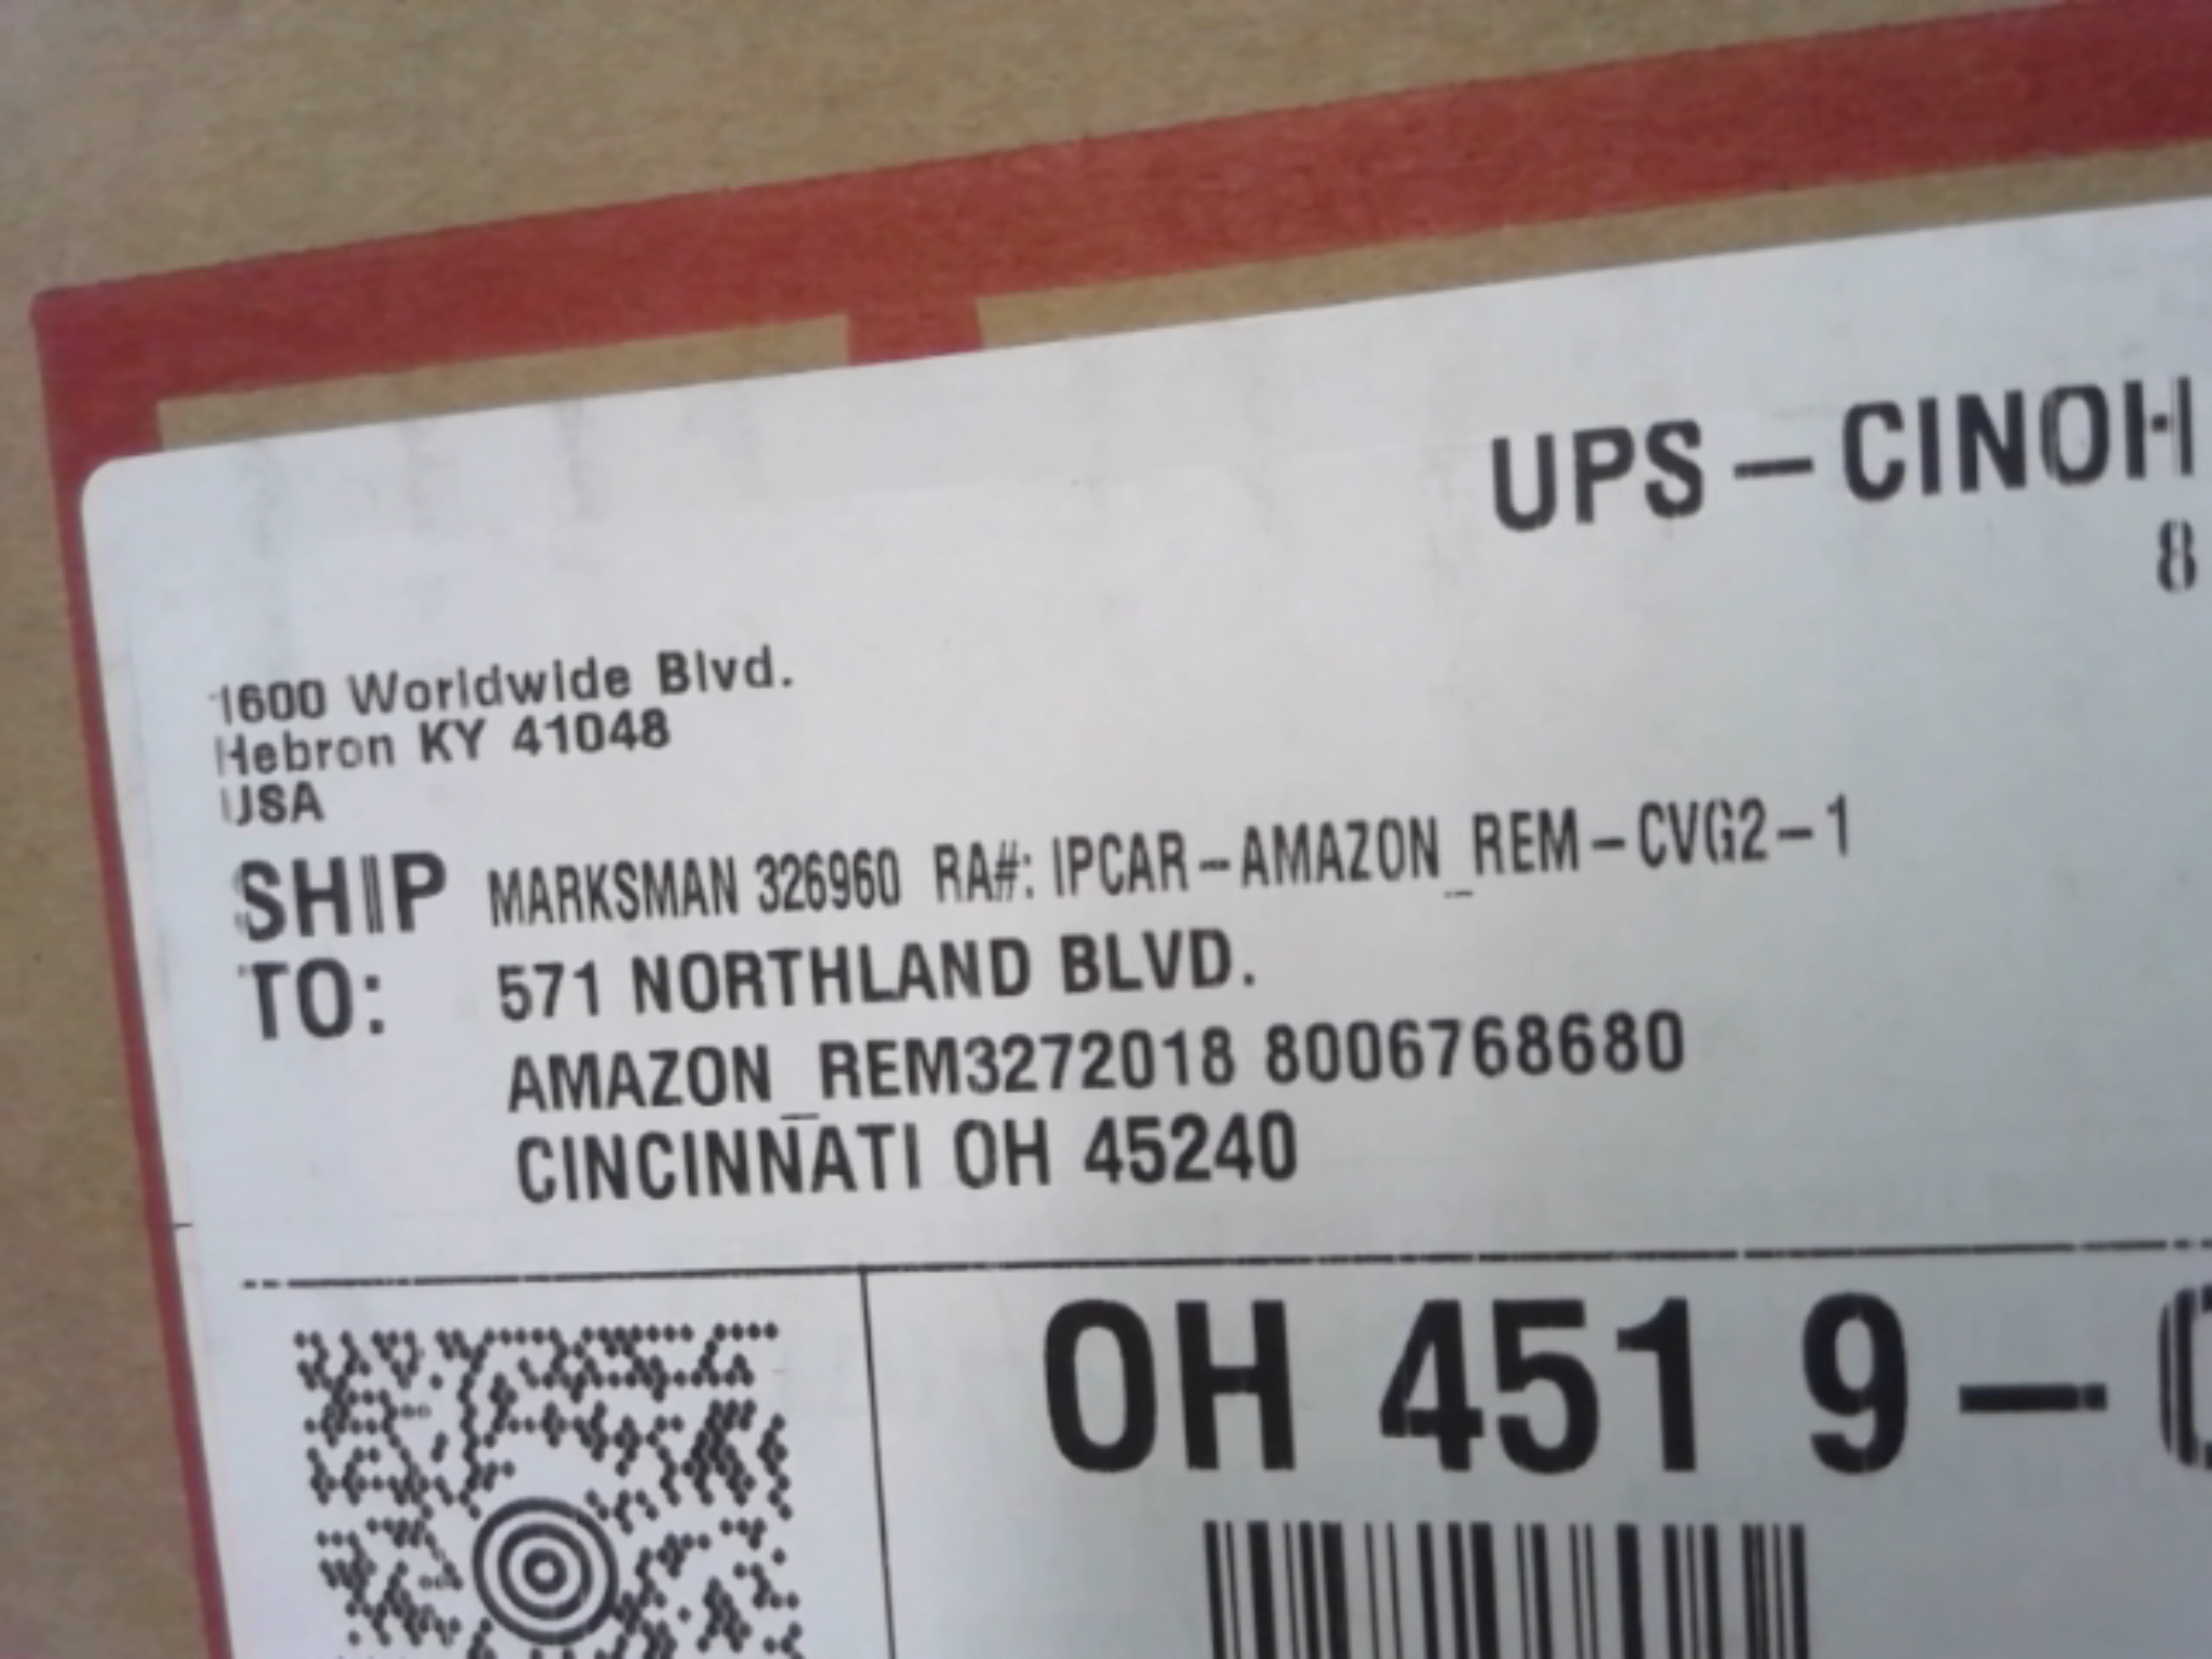 UPS – CINOH
8
1600 Worldwide Blvd.
Hebron KY 41048
USA
SHIP TO: MARKSMAN 326960 RA#: IPCAR–AMAZON_REM–CVG2–1
571 NORTHLAND BLVD.
AMAZON_REM3272018 8006768680
CINCINNATI OH 45240
OH 451 9 –